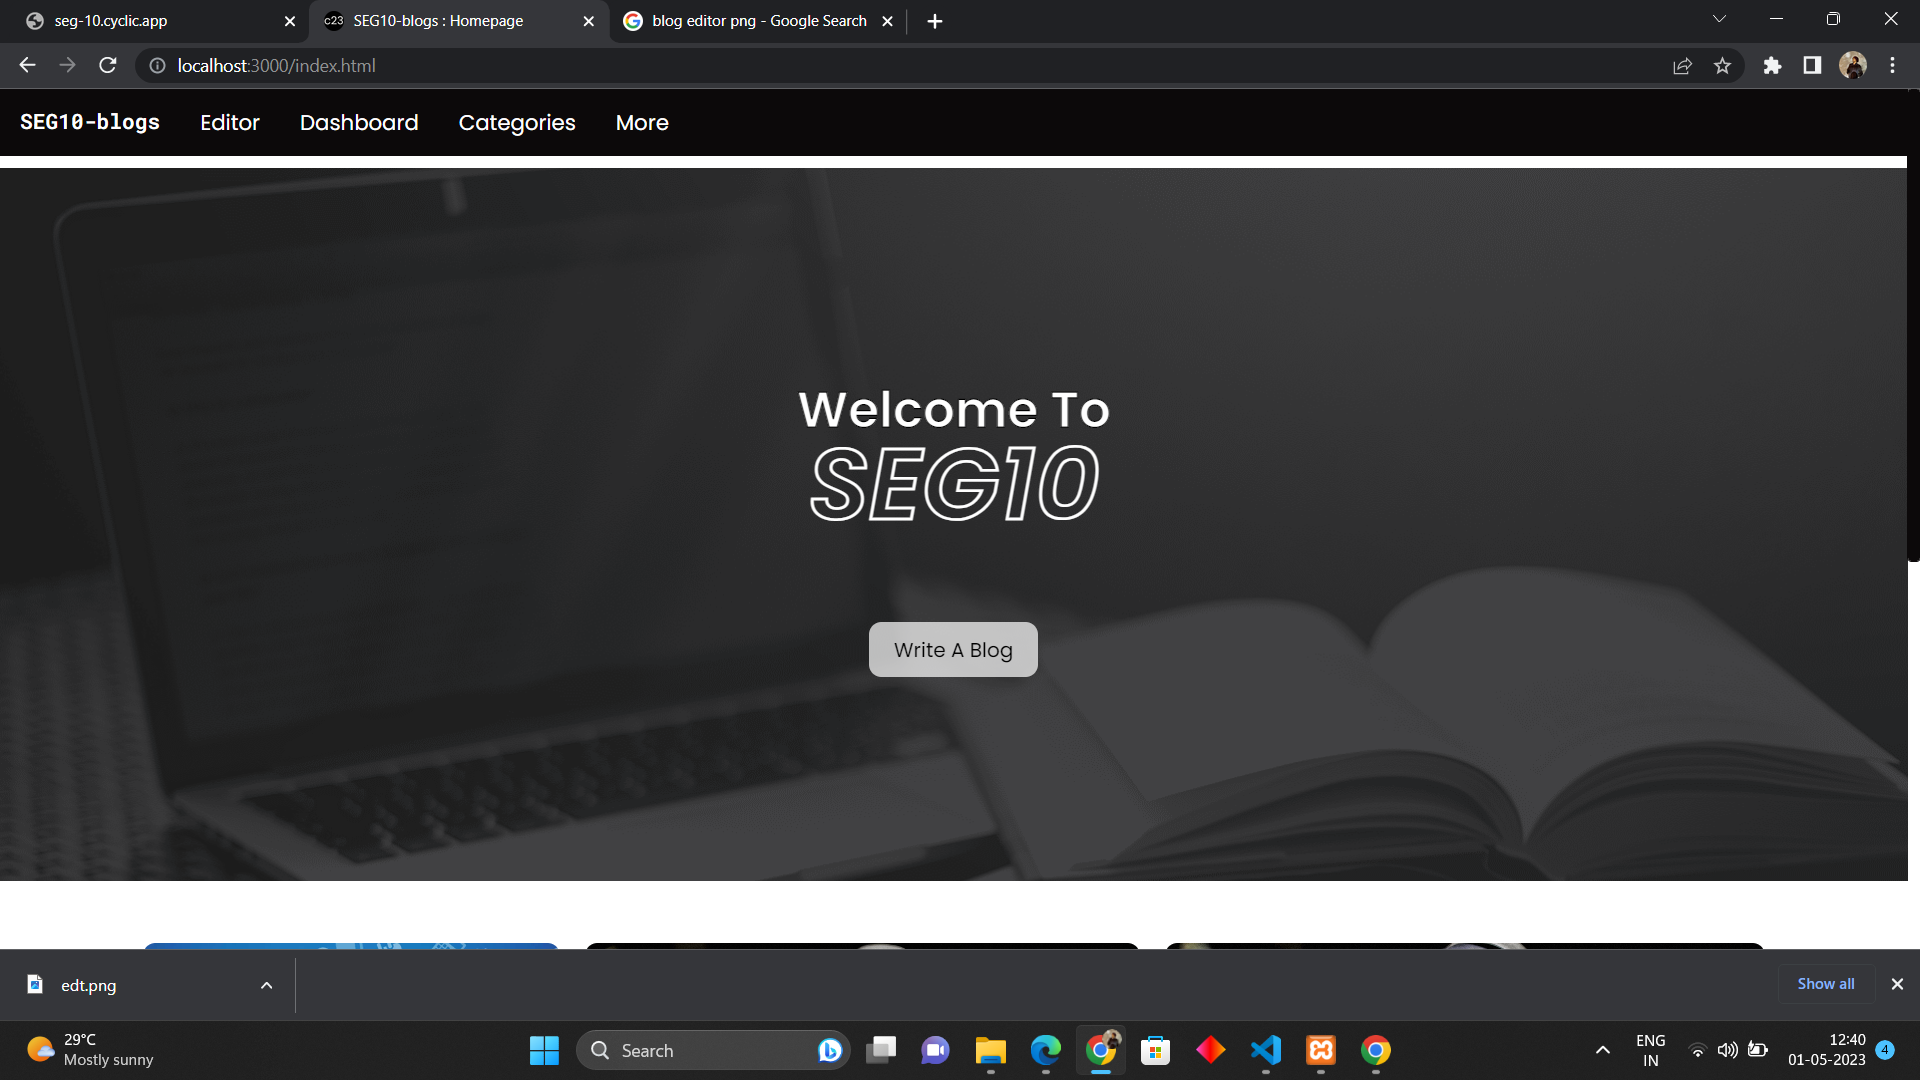 seg-10.cyclic.app
c23 SEG10-blogs : Homepage
blog editor png - Google Search
localhost:3000/index.html
SEG10-blogs Editor Dashboard Categories More
Welcome To
SEG10
Write A Blog
edt.png
Show all
29°C
Mostly sunny
Search
ENG
IN
12:40
01-05-2023
4